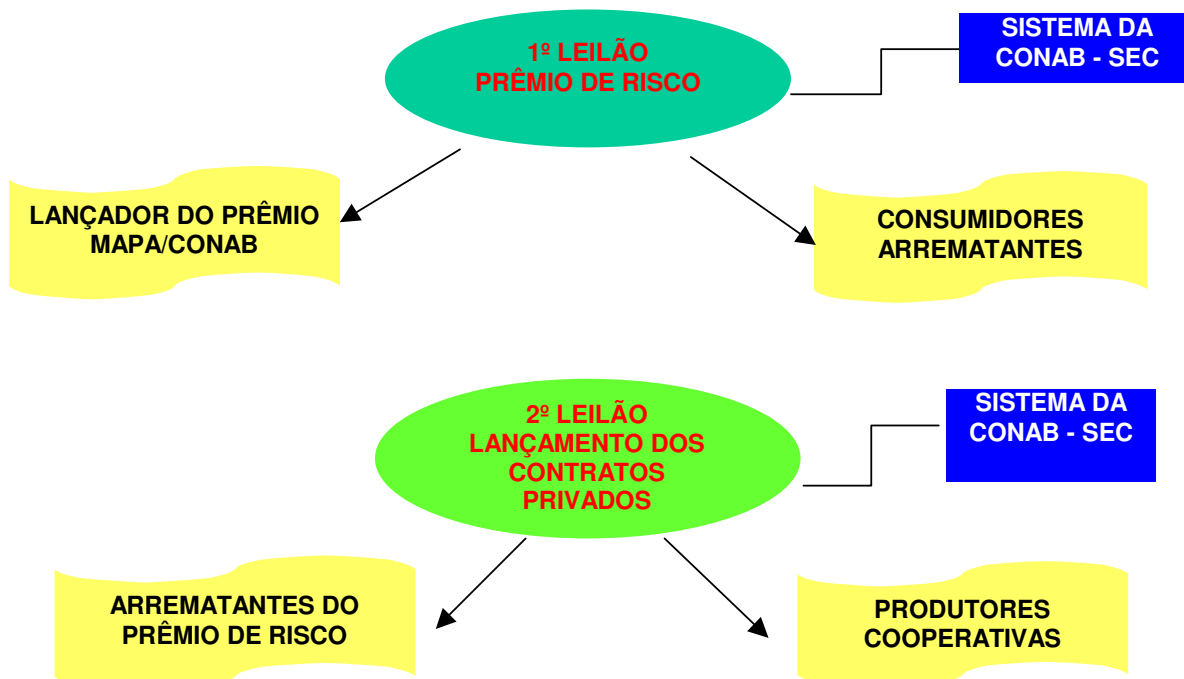 1º LEILÃO
PRÊMIO DE RISCO
SISTEMA DA
CONAB - SEC
LANÇADOR DO PRÊMIO
MAPA/CONAB
CONSUMIDORES
ARREMATANTES
2º LEILÃO
LANÇAMENTO DOS
CONTRATOS
PRIVADOS
SISTEMA DA
CONAB - SEC
ARREMATANTES DO
PRÊMIO DE RISCO
PRODUTORES
COOPERATIVAS